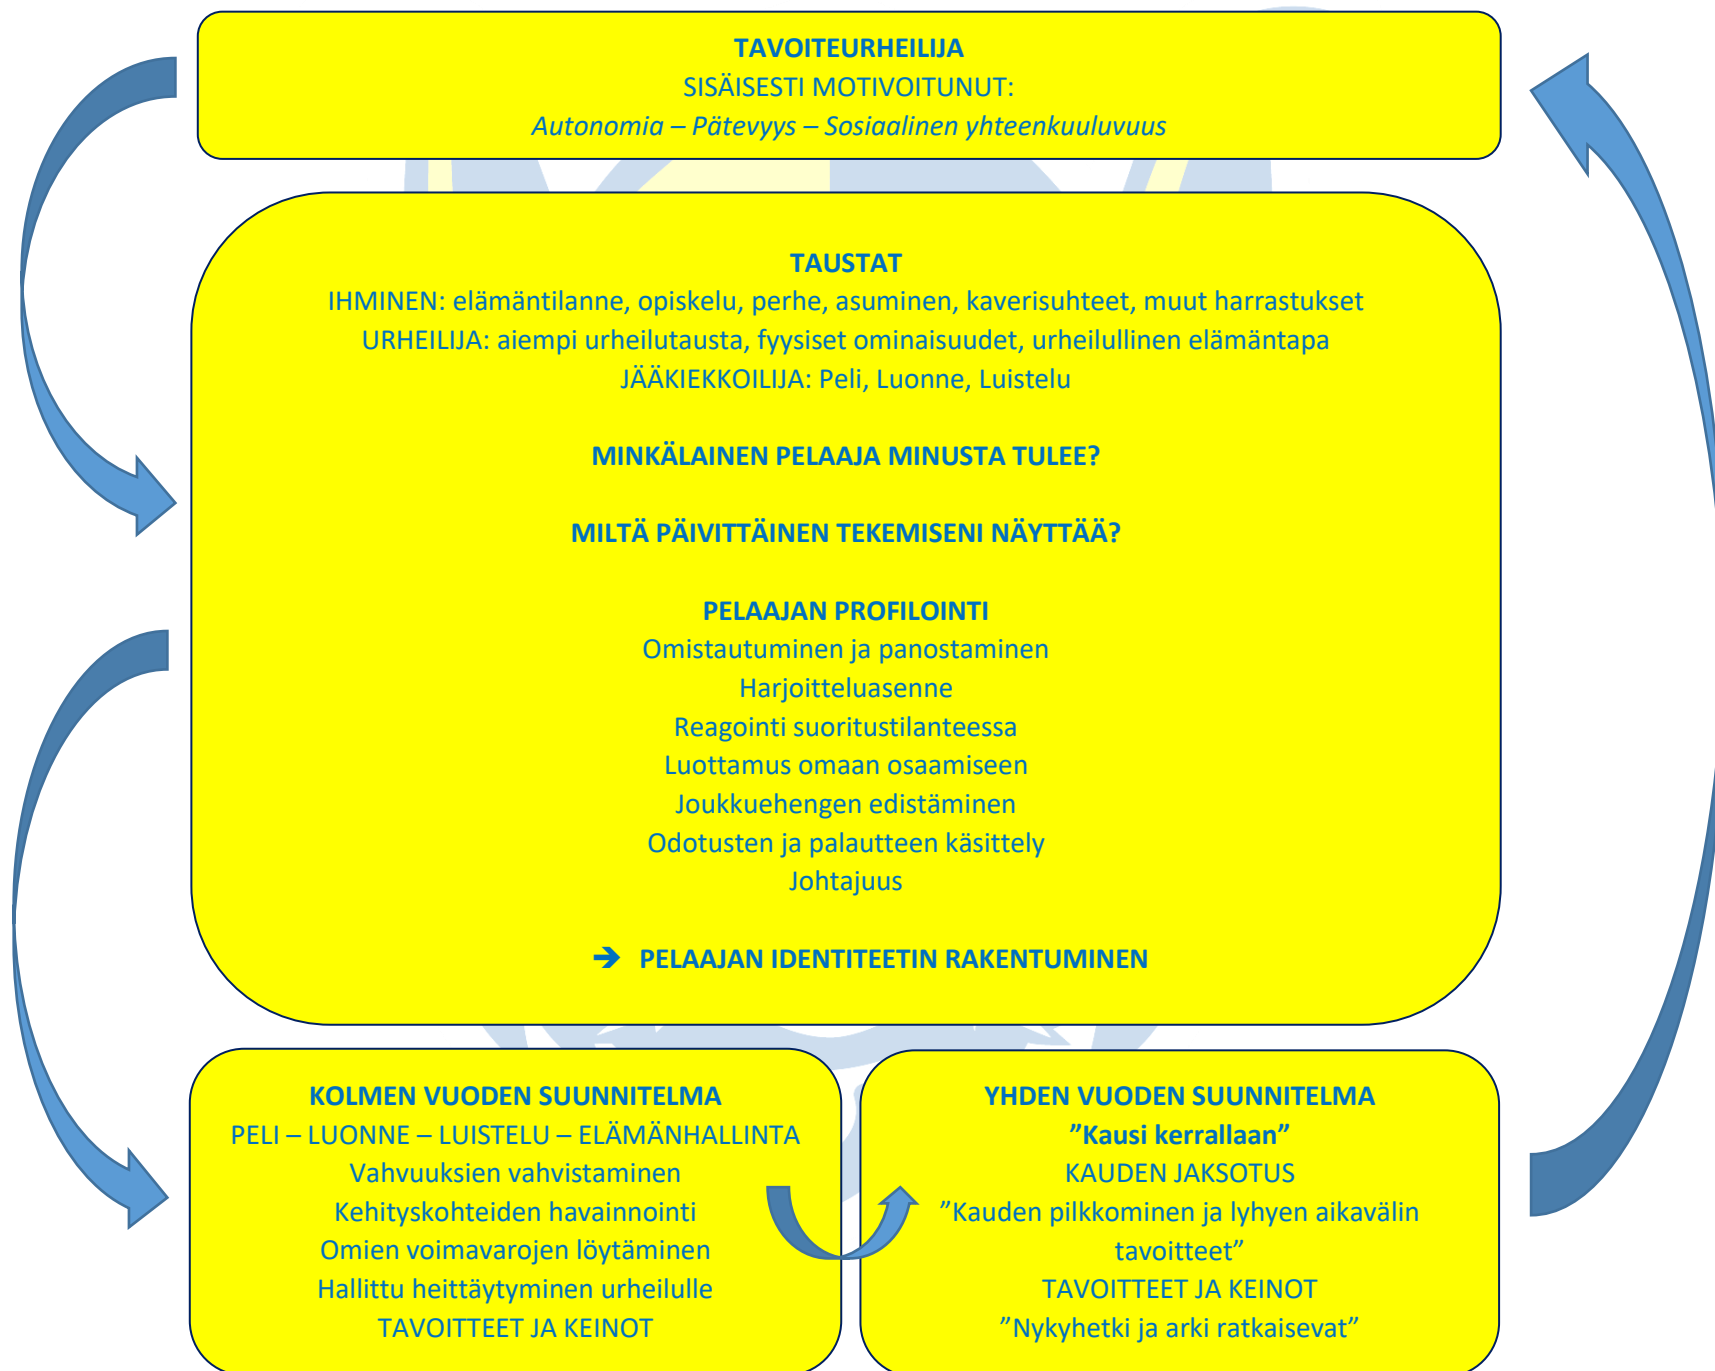 TAVOITEURHEILIJA
SISÄISESTI MOTIVOITUNUT:
Autonomia – Pätevyys – Sosiaalinen yhteenkuuluvuus
TAUSTAT
IHMINEN: elämäntilanne, opiskelu, perhe, asuminen, kaverisuhteet, muut harrastukset
URHEILIJA: aiempi urheilutausta, fyysiset ominaisuudet, urheilullinen elämäntapa
JÄÄKIEKKOILIJA: Peli, Luonne, Luistelu
MINKÄLAINEN PELAAJA MINUSTA TULEE?
MILTÄ PÄIVITTÄINEN TEKEMISENI NÄYTTÄÄ?
PELAAJAN PROFILOINTI
Omistautuminen ja panostaminen
Harjoitteluasenne
Reagointi suoritustilanteessa
Luottamus omaan osaamiseen
Joukkuehengen edistäminen
Odotusten ja palautteen käsittely
Johtajuus
➔ PELAAJAN IDENTITEETIN RAKENTUMINEN
KOLMEN VUODEN SUUNNITELMA
PELI – LUONNE – LUISTELU – ELÄMÄNHALLINTA
Vahvuuksien vahvistaminen
Kehityskohteiden havainnointi
Omien voimavarojen löytäminen
Hallittu heittäytyminen urheilulle
TAVOITTEET JA KEINOT
YHDEN VUODEN SUUNNITELMA
”Kausi kerrallaan”
KAUDEN JAKSOTUS
”Kauden pilkkominen ja lyhyen aikavälin
tavoitteet”
TAVOITTEET JA KEINOT
”Nykyhetki ja arki ratkaisevat”